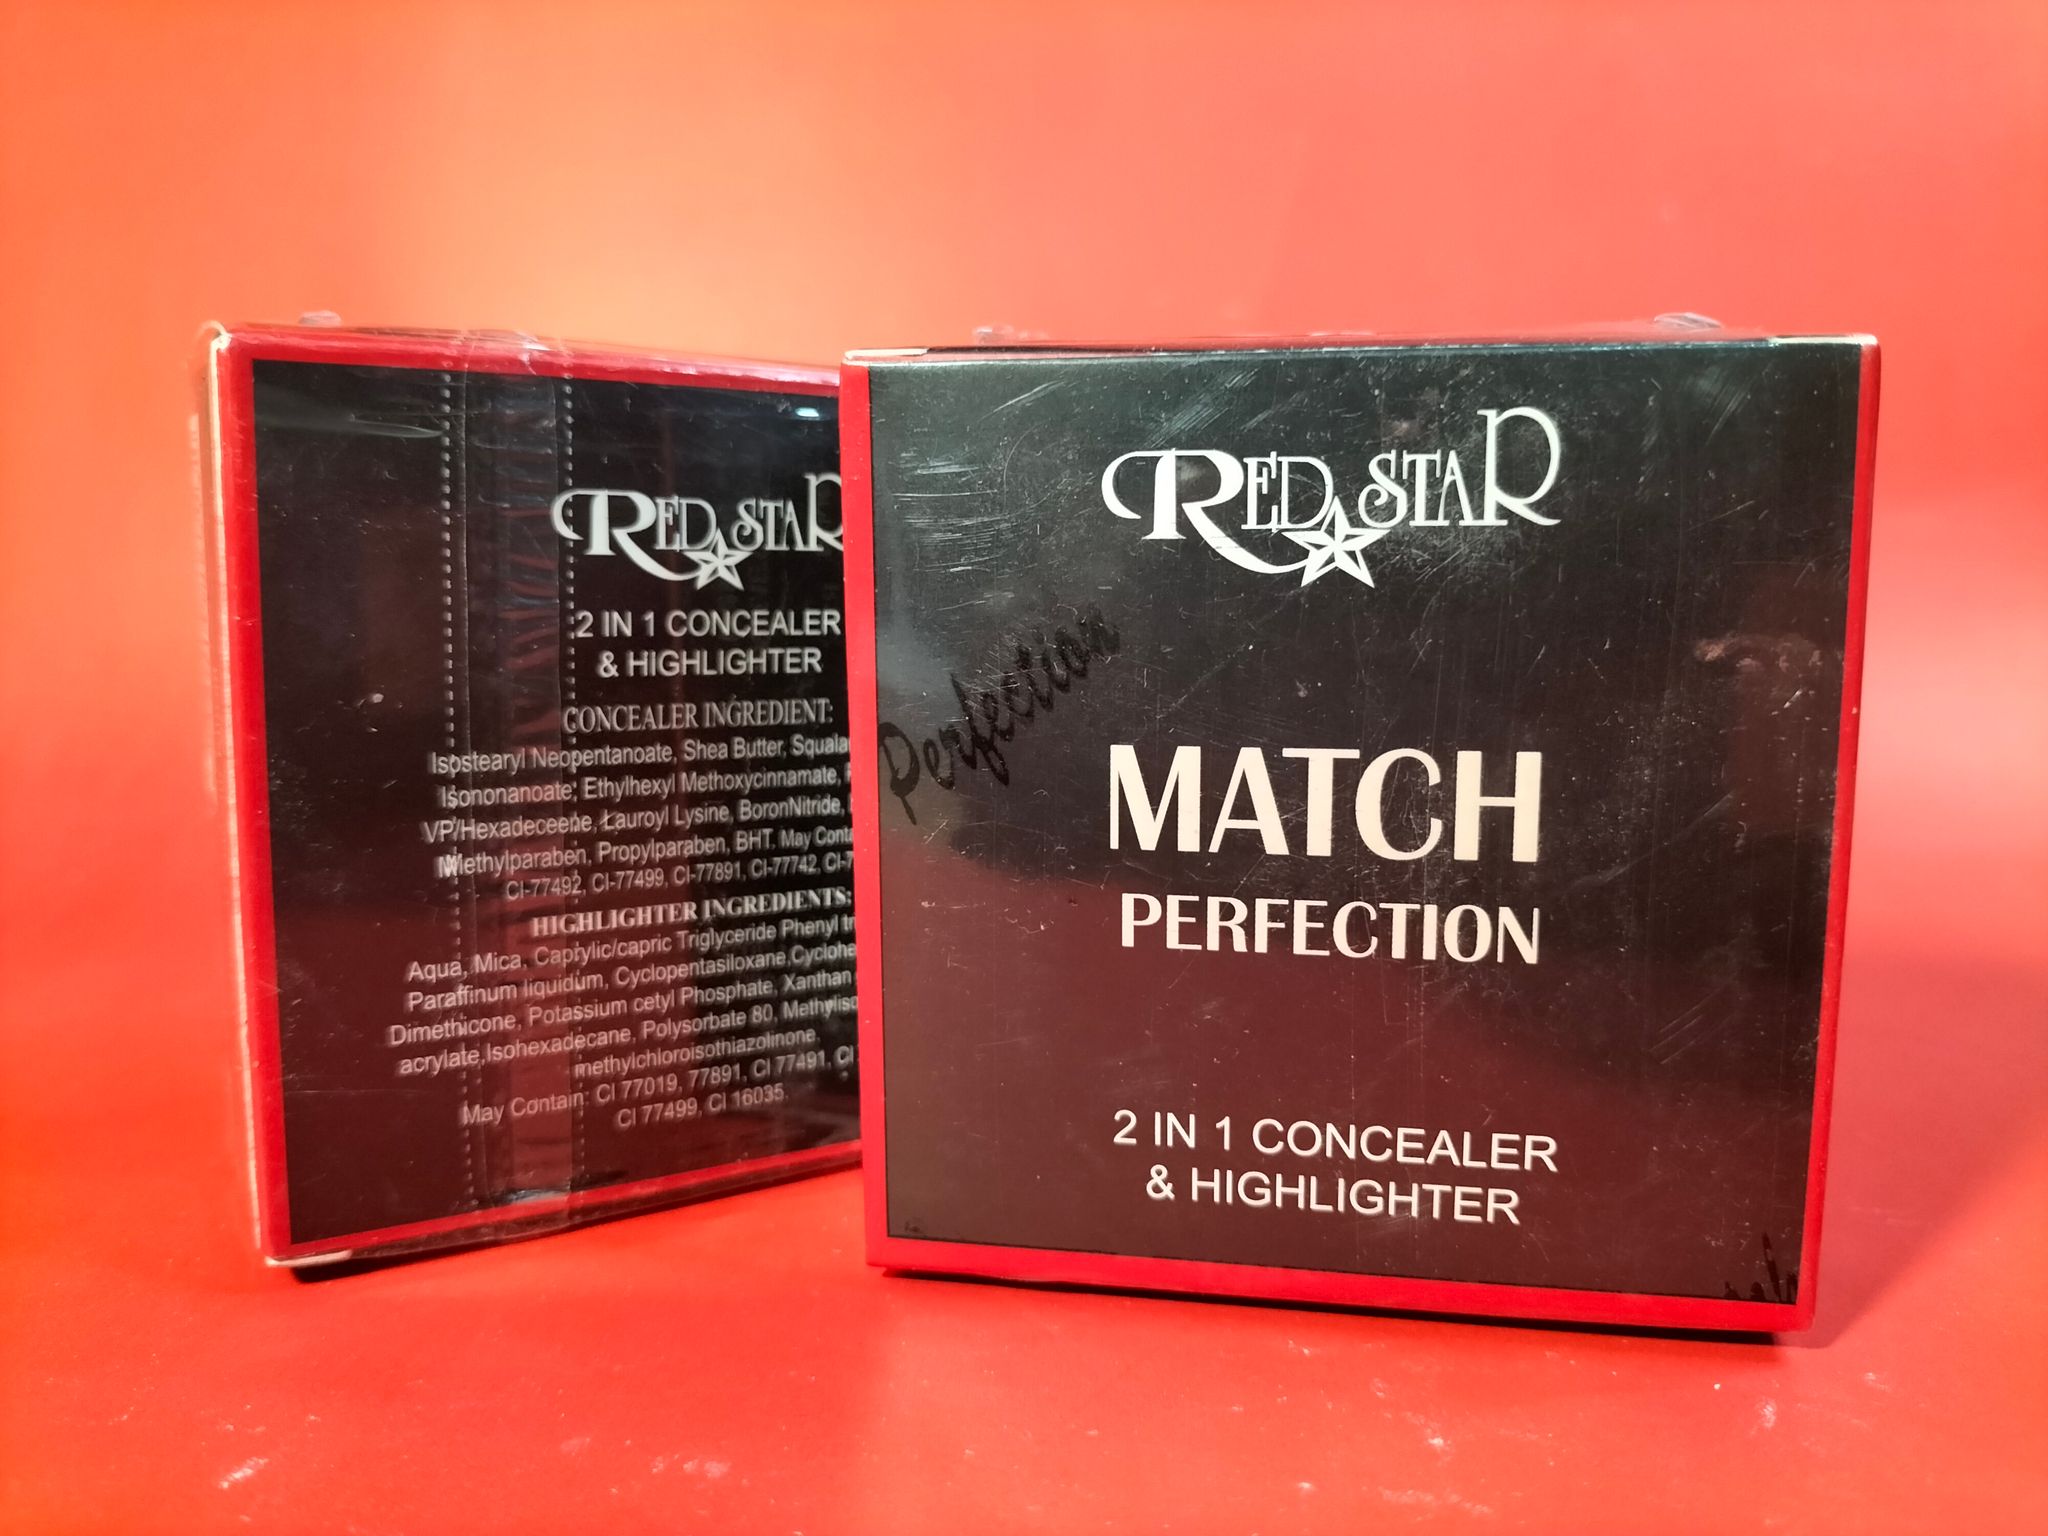 RED STAR
2 IN 1 CONCEALER
& HIGHLIGHTER
CONCEALER INGREDIENT:
Isostearyl Neopentanoate, Shea Butter,
Isononanoate, Ethylhexyl Methoxycinnamate,
VP/Hexadeceene, Lauroyl Lysine, BoronNitride,
Methylparaben, Propylparaben, BHT, May
CI-77492, CI-77499, CI-77891, CI-77742,
HIGHLIGHTER INGREDIENTS:
Aqua, Mica, Caprylic/capric Triglyceride Phenyl
Paraffinum liquidum, Cyclopentasiloxane,
Dimethicone, Potassium cetyl Phosphate, Xanthan
acrylate,Isohexadecane, Polysorbate 80,
methylchloroisothiazolinone.
May Contain: CI 77019, 77891, CI 77491, CI
CI 77499, CI 16035.
RED STAR
Perfection
MATCH
PERFECTION
2 IN 1 CONCEALER
& HIGHLIGHTER